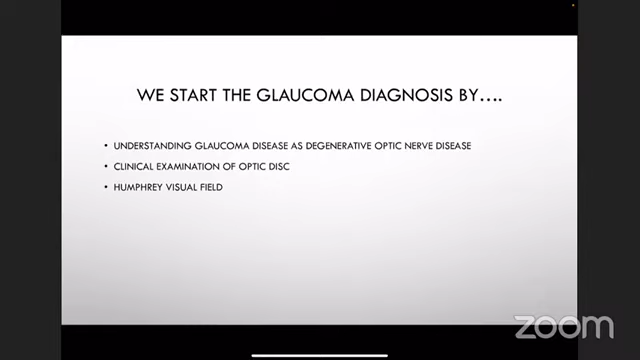 WE START THE GLAUCOMA DIAGNOSIS BY....
• UNDERSTANDING GLAUCOMA DISEASE AS DEGENERATIVE OPTIC NERVE DISEASE
• CLINICAL EXAMINATION OF OPTIC DISC
• HUMPHREY VISUAL FIELD
zoom